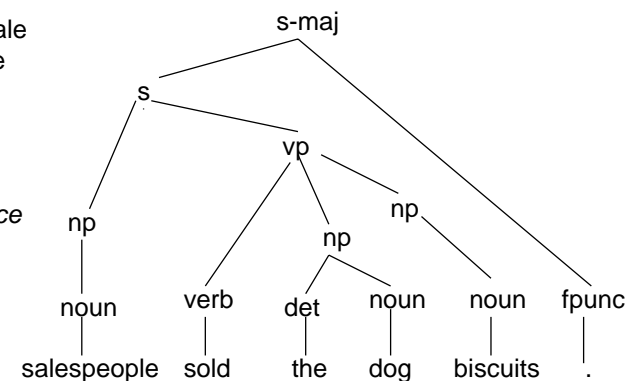 s-maj
s
vp
np
np
np
noun
verb
det
noun
noun
fpunc
salespeople
sold
the
dog
biscuits
.